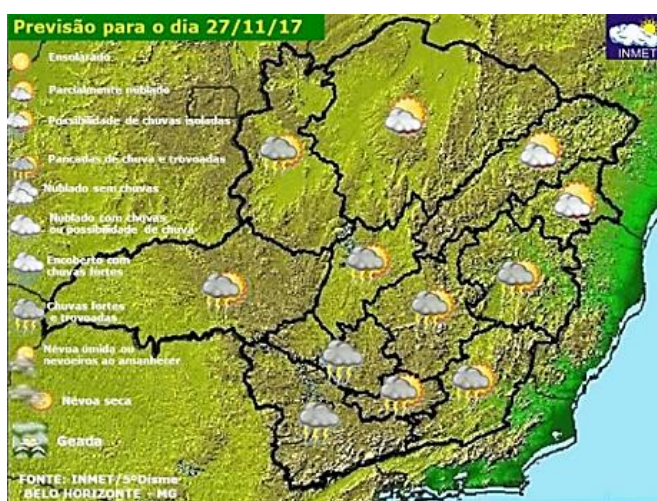 Previsão para o dia 27/11/17
INMET
Ensolarado
Parcialmente nublado
Possibilidade de chuvas isoladas
Pancadas de chuva e trovoadas
Nublado sem chuvas
Nublado com chuvas
ou possibilidade de chuva
Encoberto com
chuvas fortes
Chuvas fortes
e trovoadas
Névoa úmida ou
nevoeiros ao amanhecer
Névoa seca
Geada
FONTE: INMET/5ºDisme
BELO HORIZONTE - MG